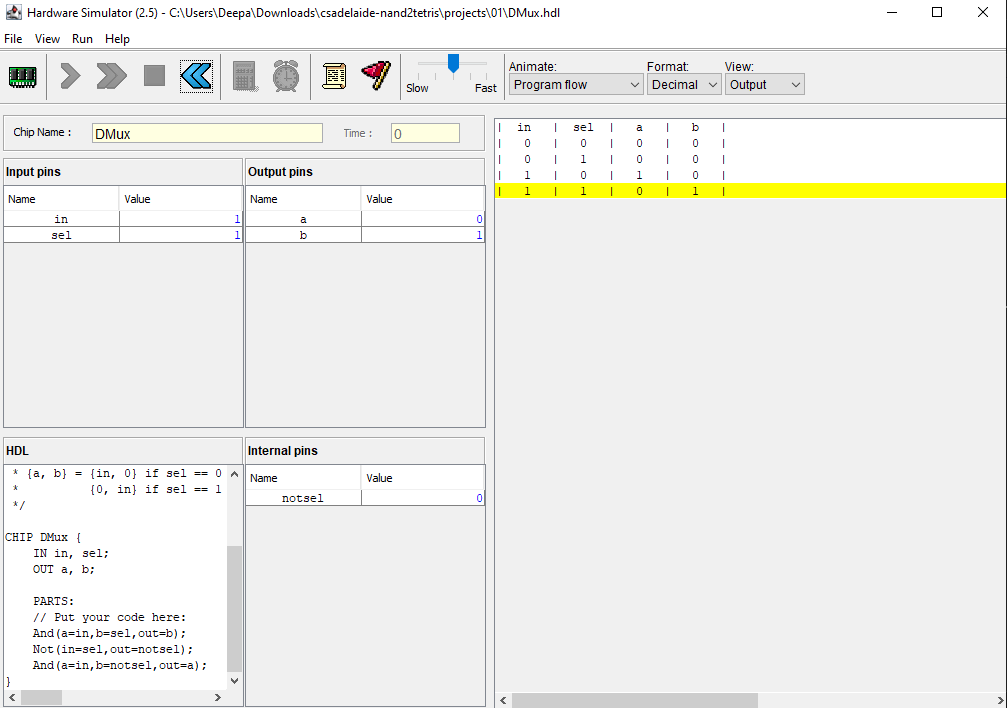 Hardware Simulator (2.5) - C:\Users\Deepa\Downloads\csadelaide-nand2tetris\projects\01\DMux.hdl
File View Run Help
Slow Fast
Animate: Format: View:
Program flow Decimal Output
Chip Name : DMux Time : 0
Input pins Output pins
Name Value Name Value
in 1 a 0
sel 1 b 1
| in | sel | a | b |
| 0 | 0 | 0 | 0 |
| 0 | 1 | 0 | 0 |
| 1 | 0 | 1 | 0 |
| 1 | 1 | 0 | 1 |
HDL
* {a, b} = {in, 0} if sel == 0
* {0, in} if sel == 1
*/
CHIP DMux {
IN in, sel;
OUT a, b;
PARTS:
// Put your code here:
And(a=in,b=sel,out=b);
Not(in=sel,out=notsel);
And(a=in,b=notsel,out=a);
}
Internal pins
Name Value
notsel 0